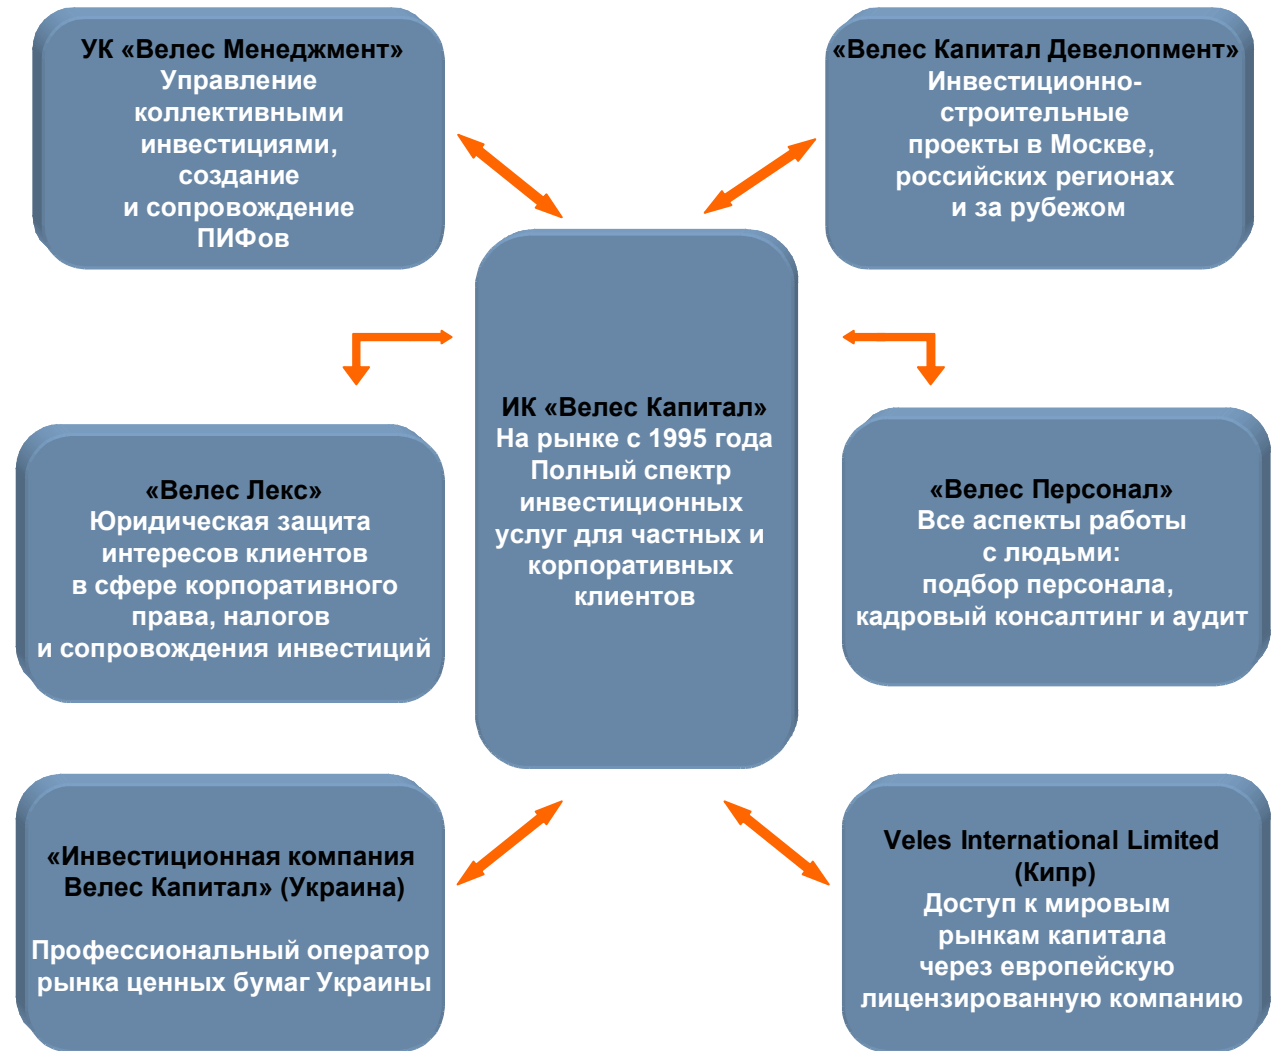 УК «Велес Менеджмент»
Управление
коллективными
инвестициями,
создание
и сопровождение
ПИФов
«Велес Капитал Девелопмент»
Инвестиционно-
строительные
проекты в Москве,
российских регионах
и за рубежом
ИК «Велес Капитал»
На рынке с 1995 года
Полный спектр
инвестиционных
услуг для частных и
корпоративных
клиентов
«Велес Лекс»
Юридическая защита
интересов клиентов
в сфере корпоративного
права, налогов
и сопровождения инвестиций
«Велес Персонал»
Все аспекты работы
с людьми:
подбор персонала,
кадровый консалтинг и аудит
«Инвестиционная компания
Велес Капитал» (Украина)
Профессиональный оператор
рынка ценных бумаг Украины
Veles International Limited
(Кипр)
Доступ к мировым
рынкам капитала
через европейскую
лицензированную компанию